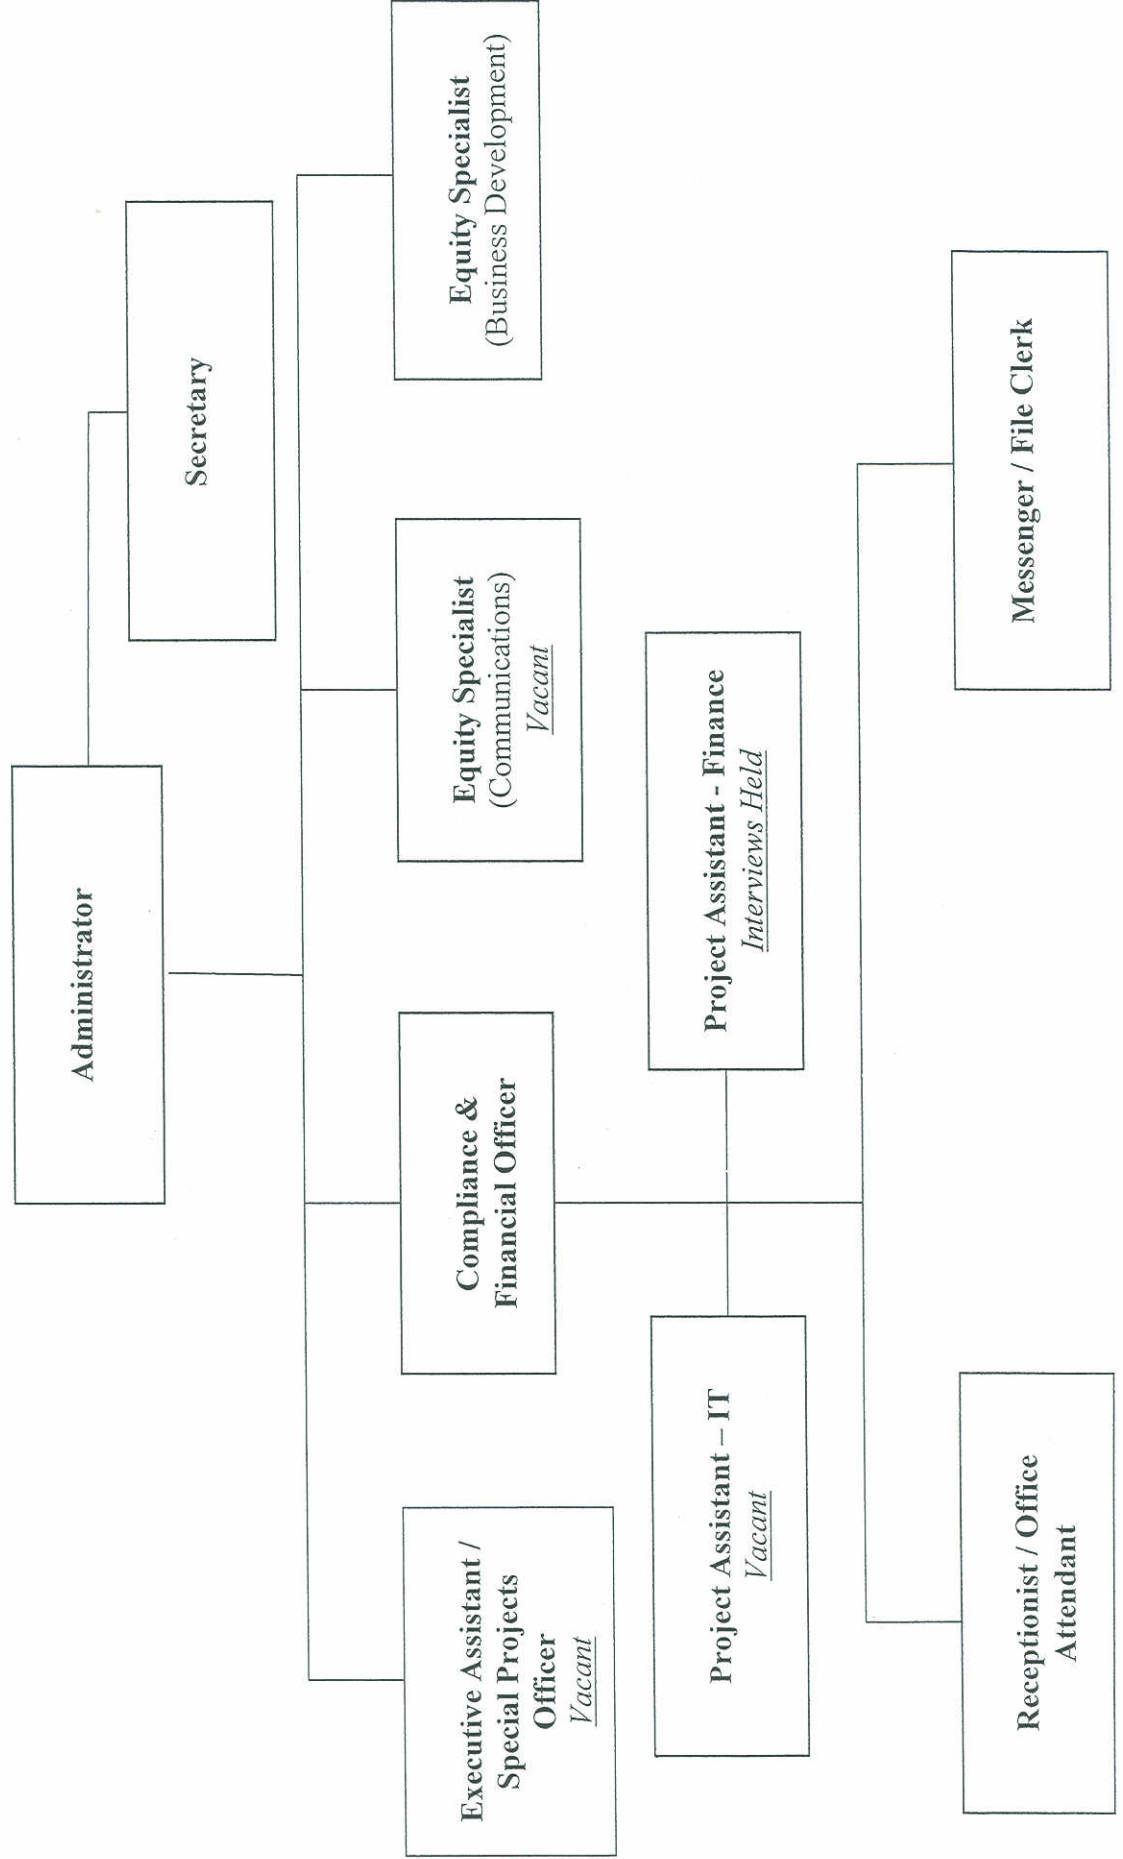 Administrator
Secretary
Executive Assistant /
Special Projects
Officer
Vacant
Compliance &
Financial Officer
Equity Specialist
(Communications)
Vacant
Equity Specialist
(Business Development)
Project Assistant – IT
Vacant
Project Assistant - Finance
Interviews Held
Receptionist / Office
Attendant
Messenger / File Clerk